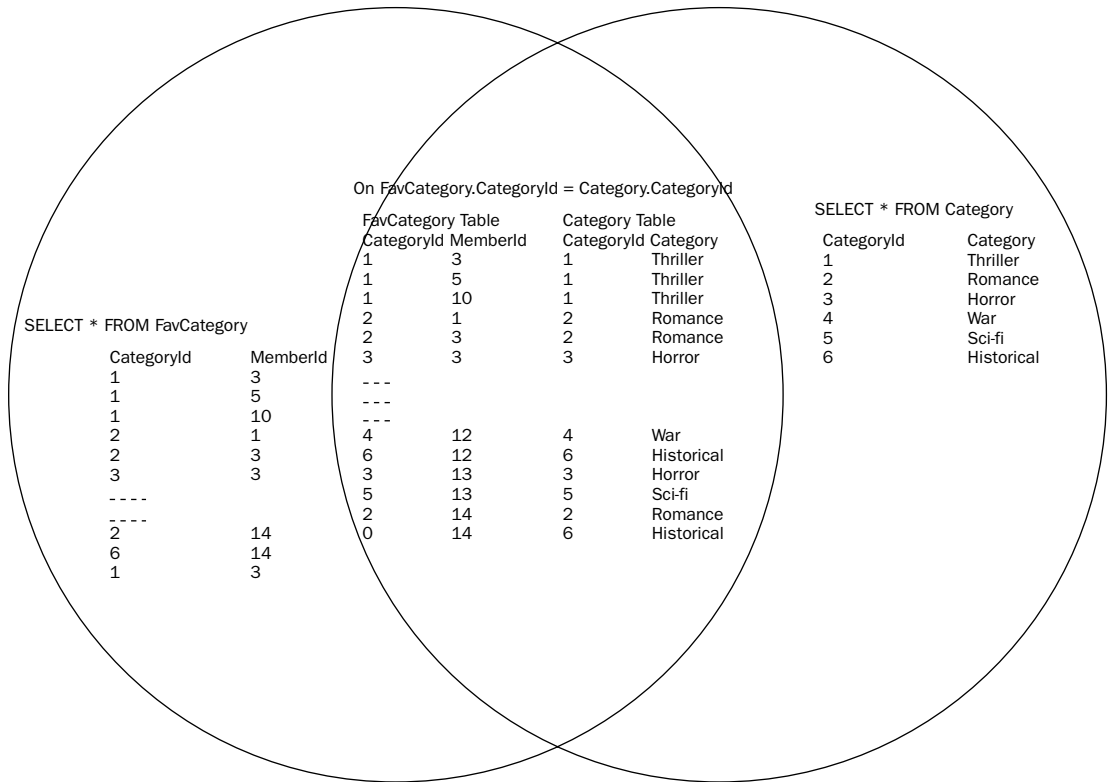 SELECT * FROM FavCategory
CategoryId MemberId
1 3
1 5
1 10
2 1
2 3
3 3
- - - -
- - - -
2 14
6 14
1 3
On FavCategory.CategoryId = Category.CategoryId
FavCategory Table Category Table
CategoryId MemberId CategoryId Category
1 3 1 Thriller
1 5 1 Thriller
1 10 1 Thriller
2 1 2 Romance
2 3 2 Romance
3 3 3 Horror
- - -
- - -
- - -
4 12 4 War
6 12 6 Historical
3 13 3 Horror
5 13 5 Sci-fi
2 14 2 Romance
0 14 6 Historical
SELECT * FROM Category
CategoryId Category
1 Thriller
2 Romance
3 Horror
4 War
5 Sci-fi
6 Historical